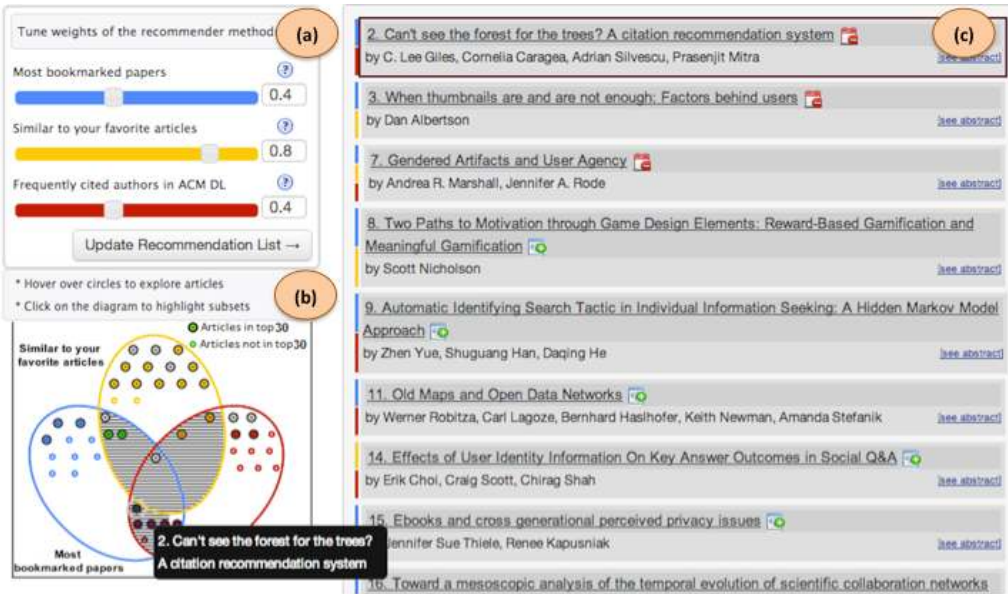 Tune weights of the recommender method
(a)
Most bookmarked papers
?
0.4
Similar to your favorite articles
?
0.8
Frequently cited authors in ACM DL
?
0.4
Update Recommendation List →
* Hover over circles to explore articles
* Click on the diagram to highlight subsets
(b)
Articles in top30
Articles not in top30
Similar to your
favorite articles
Most
bookmarked papers
2. Can't see the forest for the trees?
A citation recommendation system
(c)
2. Can't see the forest for the trees? A citation recommendation system
by C. Lee Giles, Cornelia Caragea, Adrian Silvescu, Prasenjit Mitra
[see abstract]
3. When thumbnails are and are not enough: Factors behind users
by Dan Albertson
[see abstract]
7. Gendered Artifacts and User Agency
by Andrea R. Marshall, Jennifer A. Rode
[see abstract]
8. Two Paths to Motivation through Game Design Elements: Reward-Based Gamification and
Meaningful Gamification
by Scott Nicholson
[see abstract]
9. Automatic Identifying Search Tactic in Individual Information Seeking: A Hidden Markov Model
Approach
by Zhen Yue, Shuguang Han, Daqing He
[see abstract]
11. Old Maps and Open Data Networks
by Werner Robitza, Carl Lagoze, Bernhard Haslhofer, Keith Newman, Amanda Stefanik
[see abstract]
14. Effects of User Identity Information On Key Answer Outcomes in Social Q&A
by Erik Choi, Craig Scott, Chirag Shah
[see abstract]
15. Ebooks and cross generational perceived privacy issues
Jennifer Sue Thiele, Renee Kapusniak
[see abstract]
16. Toward a mesoscopic analysis of the temporal evolution of scientific collaboration networks